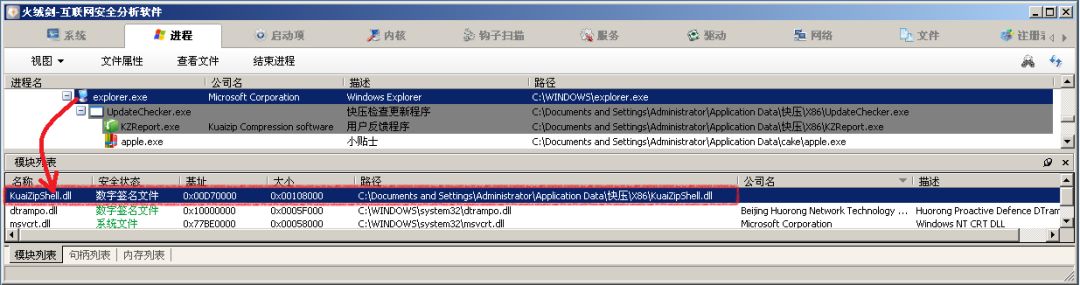 火绒剑-互联网安全分析软件
系统 进程 启动项 内核 钩子扫描 服务 驱动 网络 文件
视图 文件属性 查看文件 结束进程
进程名 公司名 描述 路径
explorer.exe Microsoft Corporation Windows Explorer C:\WINDOWS\explorer.exe
UpdateChecker.exe 快压检查更新程序 C:\Documents and Settings\Administrator\Application Data\快压\X86\UpdateChecker.exe
KZReport.exe Kuaizip Compression software 用户反馈程序 C:\Documents and Settings\Administrator\Application Data\快压\X86\KZReport.exe
apple.exe 小贴士 C:\Documents and Settings\Administrator\Application Data\cake\apple.exe
模块列表
名称 安全状态 基址 大小 路径 公司名 描述
KuaiZipShell.dll 数字签名文件 0x00D70000 0x00108000 C:\Documents and Settings\Administrator\Application Data\快压\X86\KuaiZipShell.dll
dtrampo.dll 数字签名文件 0x10000000 0x0005F000 C:\WINDOWS\system32\dtrampo.dll Beijing Huorong Network Technology ... Huorong Proactive Defence DTram
msvcrt.dll 系统文件 0x77BE0000 0x00058000 C:\WINDOWS\system32\msvcrt.dll Microsoft Corporation Windows NT CRT DLL
模块列表 句柄列表 内存列表